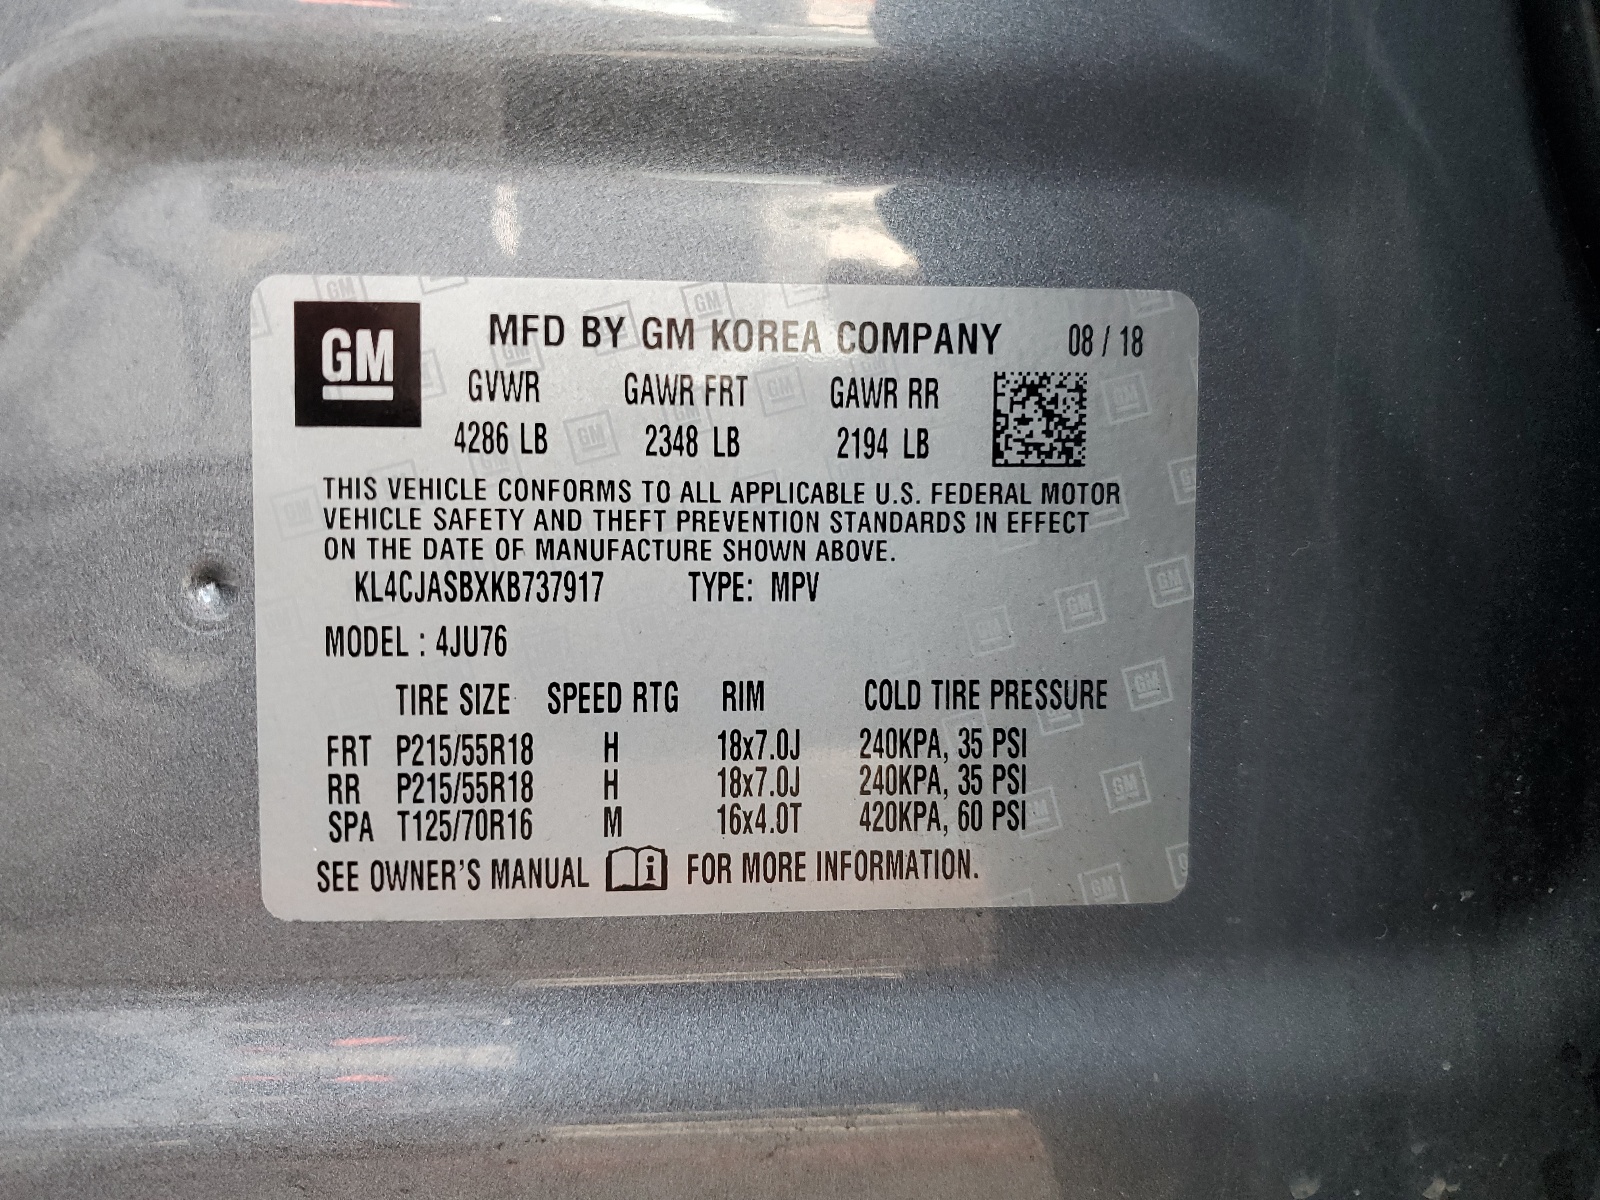 GM
MFD BY GM KOREA COMPANY 08 / 18
GVWR GAWR FRT GAWR RR
4286 LB 2348 LB 2194 LB
THIS VEHICLE CONFORMS TO ALL APPLICABLE U.S. FEDERAL MOTOR
VEHICLE SAFETY AND THEFT PREVENTION STANDARDS IN EFFECT
ON THE DATE OF MANUFACTURE SHOWN ABOVE.
KL4CJASBXKB737917 TYPE: MPV
MODEL : 4JU76
TIRE SIZE SPEED RTG RIM COLD TIRE PRESSURE
FRT P215/55R18 H 18x7.0J 240KPA, 35 PSI
RR P215/55R18 H 18x7.0J 240KPA, 35 PSI
SPA T125/70R16 M 16x4.0T 420KPA, 60 PSI
SEE OWNER'S MANUAL FOR MORE INFORMATION.